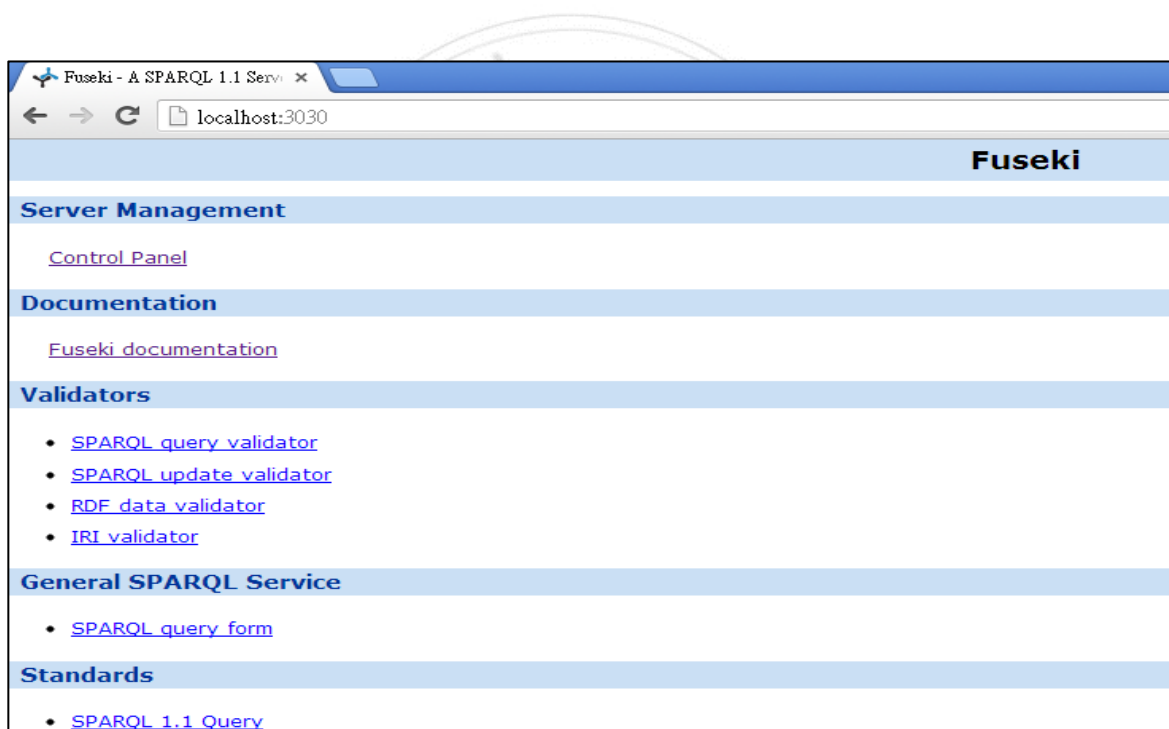 Fuseki - A SPARQL 1.1 Serv
localhost:3030
Fuseki
Server Management
Control Panel
Documentation
Fuseki documentation
Validators
• SPARQL query validator
• SPARQL update validator
• RDF data validator
• IRI validator
General SPARQL Service
• SPARQL query form
Standards
• SPARQL 1.1 Query